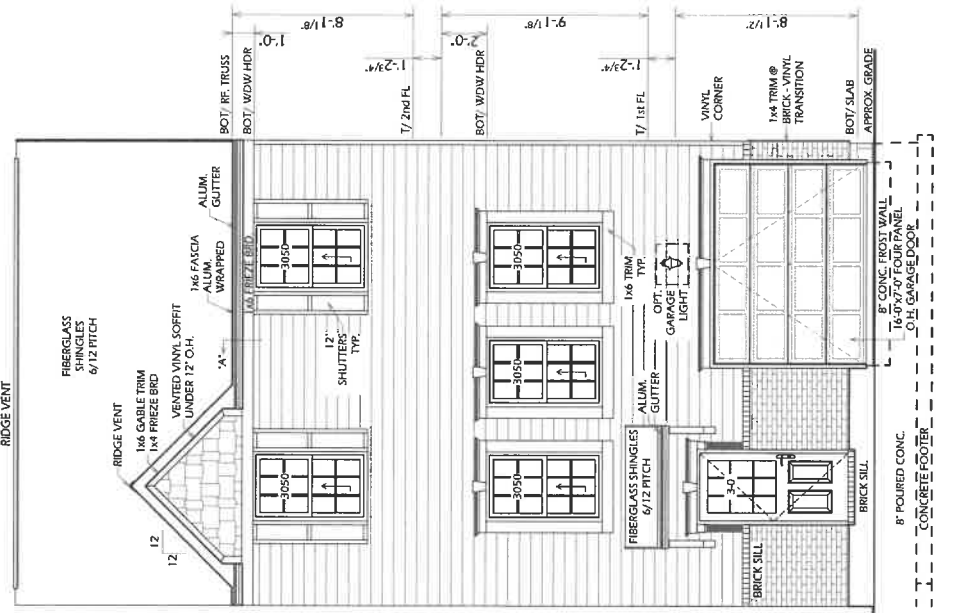 RIDGE VENT
FIBERGLASS
SHINGLES
6/12 PITCH
RIDGE VENT
1x6 GABLE TRIM
1x4 FRIEZE BRD
VENTED VINYL SOFFIT
UNDER 12" O.H.
12
12
"A"
1x6 FASCIA
ALUM.
WRAPPED
ALUM.
GUTTER
1x6 FRIEZE BRD
BOT/ RF. TRUSS
BOT/ WDW HDR
1'-0"
8'-1 1/8"
3050
3050
12"
SHUTTERS
TYP.
T/ 2nd FL
1'-2 3/4"
2'-0"
BOT/ WDW HDR
9'-1 1/8"
3050
3050
3050
1x6 TRIM
TYP.
OPT.
GARAGE
LIGHT
T/ 1st FL
1'-2 3/4"
FIBERGLASS SHINGLES
6/12 PITCH
ALUM.
GUTTER
VINYL
CORNER
1x4 TRIM @
BRICK - VINYL
TRANSITION
8'-1 1/2"
3-0
BRICK SILL
BRICK SILL
BOT/ SLAB
APPROX. GRADE
8" POURED CONC.
CONCRETE FOOTER
8" CONC. FROST WALL
16'-0"x7'-0" FOUR PANEL
O.H. GARAGE DOOR